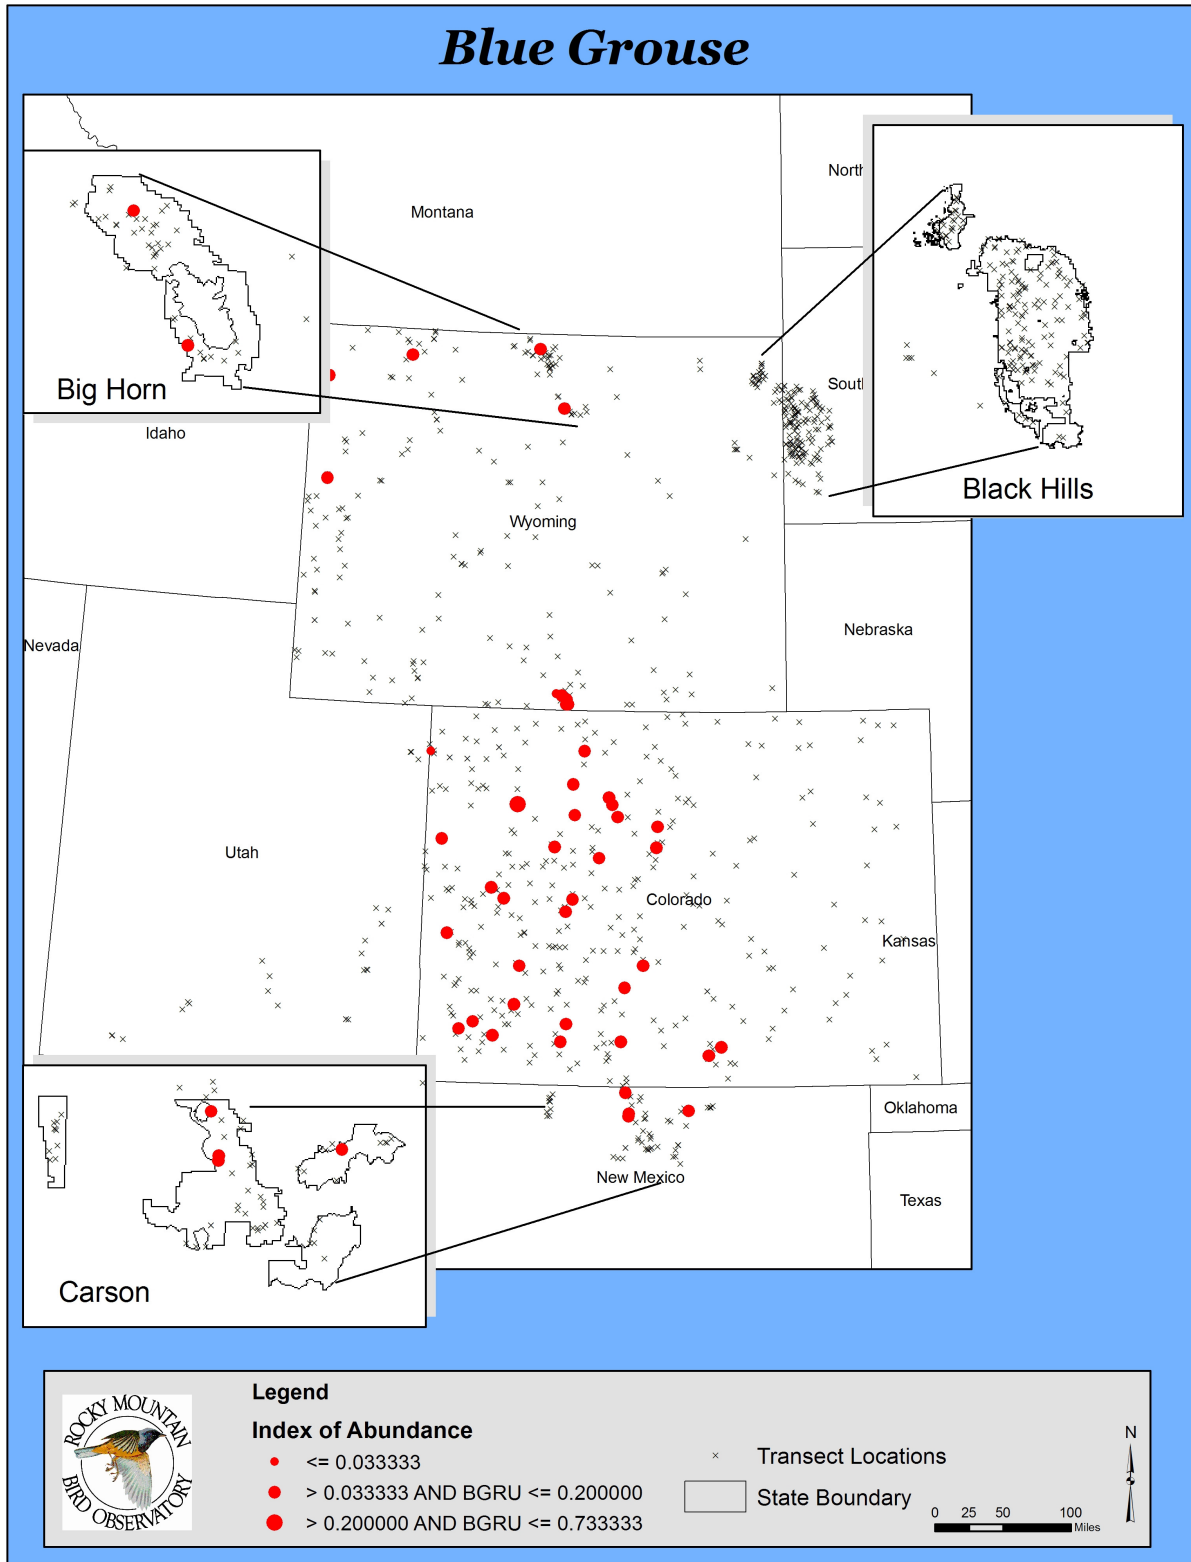 Blue Grouse
North
Montana
Big Horn
South
Idaho
Black Hills
Wyoming
Nevada
Nebraska
Utah
Colorado
Kansas
Oklahoma
New Mexico
Texas
Carson
Legend
Index of Abundance
<= 0.033333
> 0.033333 AND BGRU <= 0.200000
> 0.200000 AND BGRU <= 0.733333
Transect Locations
State Boundary
N
0 25 50 100
Miles
ROCKY MOUNTAIN
BIRD OBSERVATORY